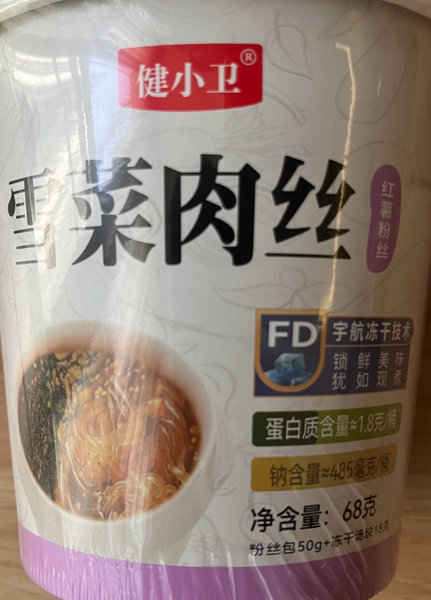 健小卫®
雪菜肉丝
红薯粉丝
FD
宇航冻干技术
锁鲜美味
犹如现煮
蛋白质含量≈1.8克/桶
钠含量≈485毫克/桶
净含量：68克
粉丝包50g+冻干汤块18克